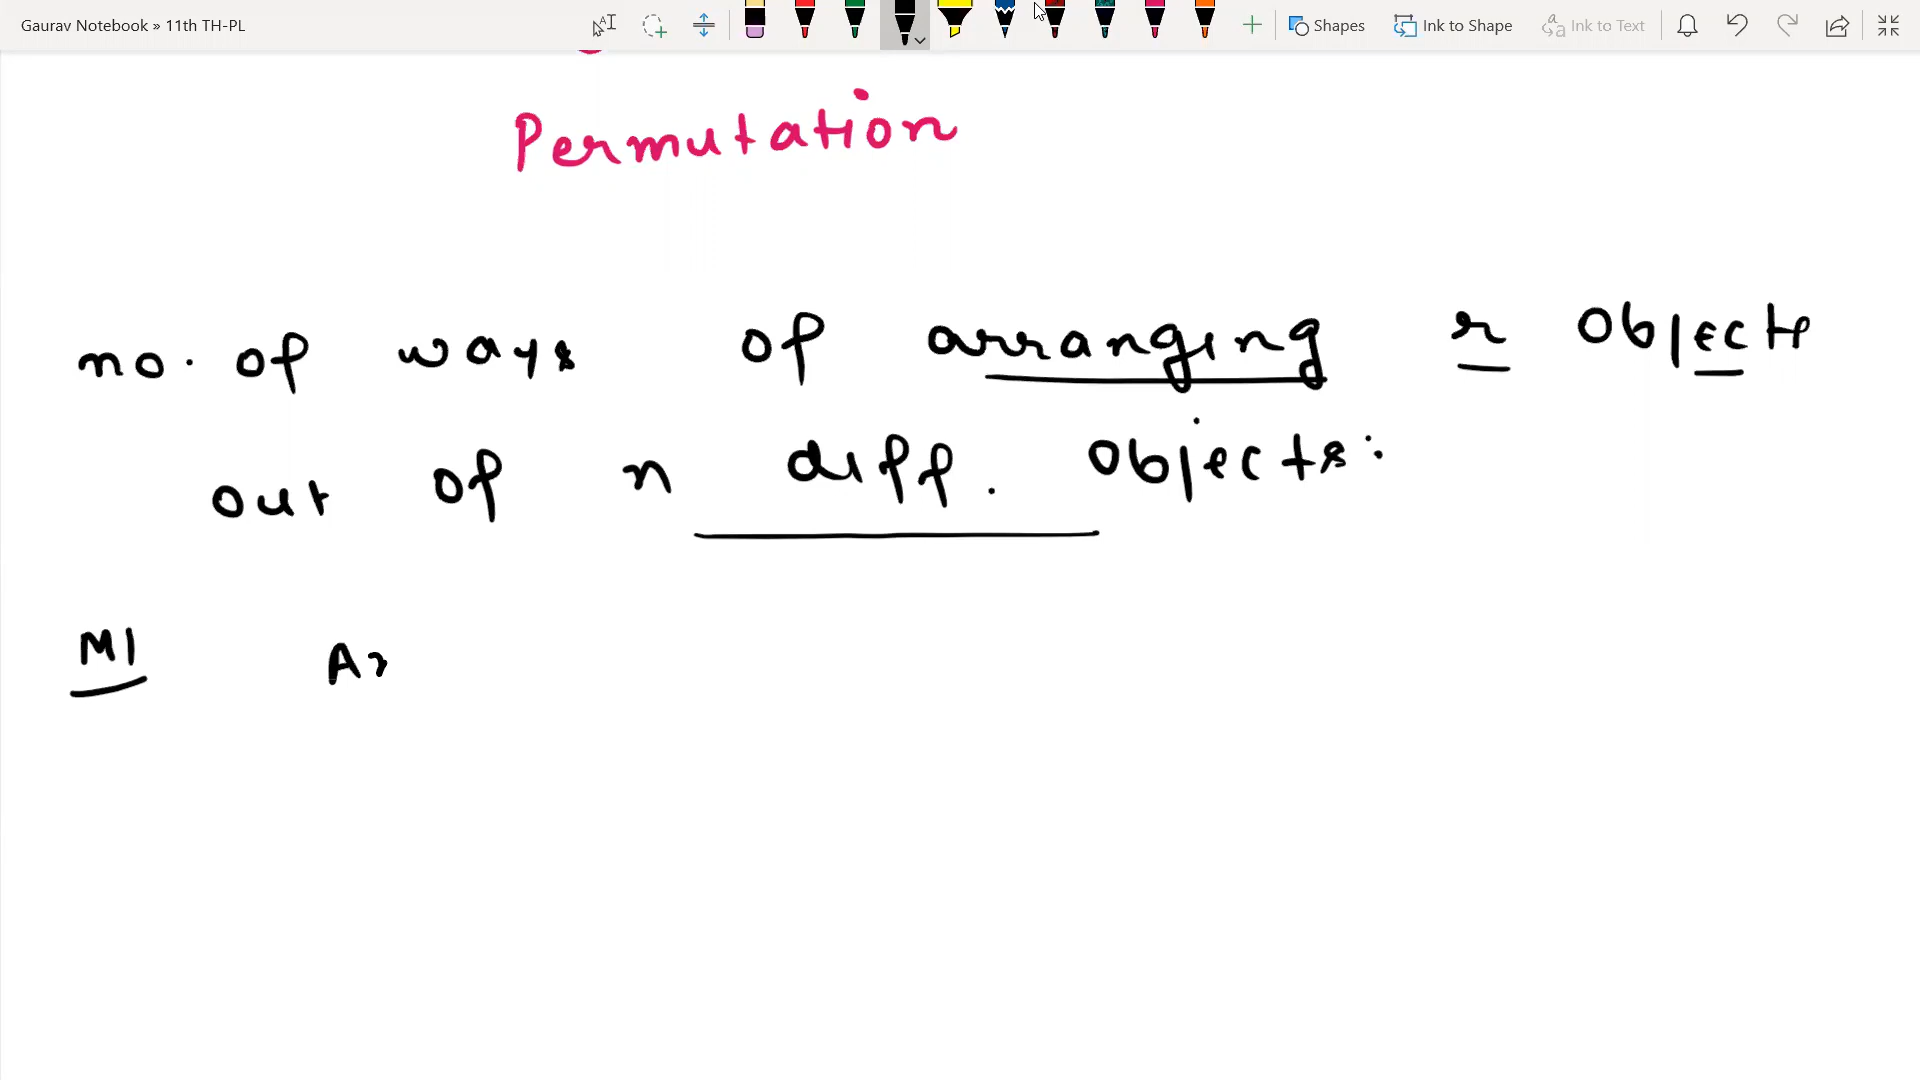 Gaurav Notebook » 11th TH-PL
Shapes Ink to Shape Ink to Text
Permutation
no. of ways of arranging r objects
out of n diff. objects:
M1 Ar